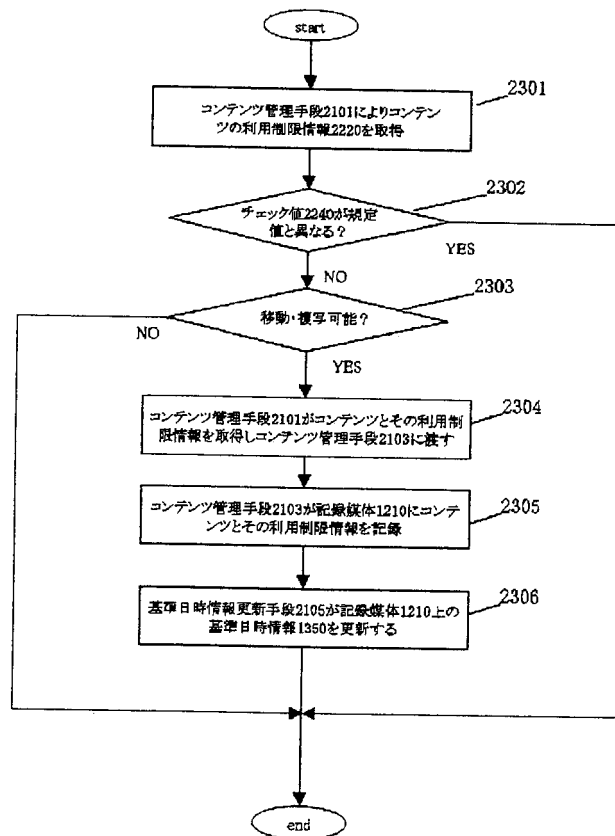 start
2301
コンテンツ管理手段2101によりコンテン
ツの利用制限情報2220を取得
2302
チェック値2240が規定
値と異なる?
YES
NO
2303
移動・複写可能?
NO
YES
2304
コンテンツ管理手段2101がコンテンツとその利用制
限情報を取得しコンテンツ管理手段2103に渡す
2305
コンテンツ管理手段2103が記録媒体1210にコンテ
ンツとその利用制限情報を記録
2306
基準日時情報更新手段2105が記録媒体1210上の
基準日時情報1350を更新する
end